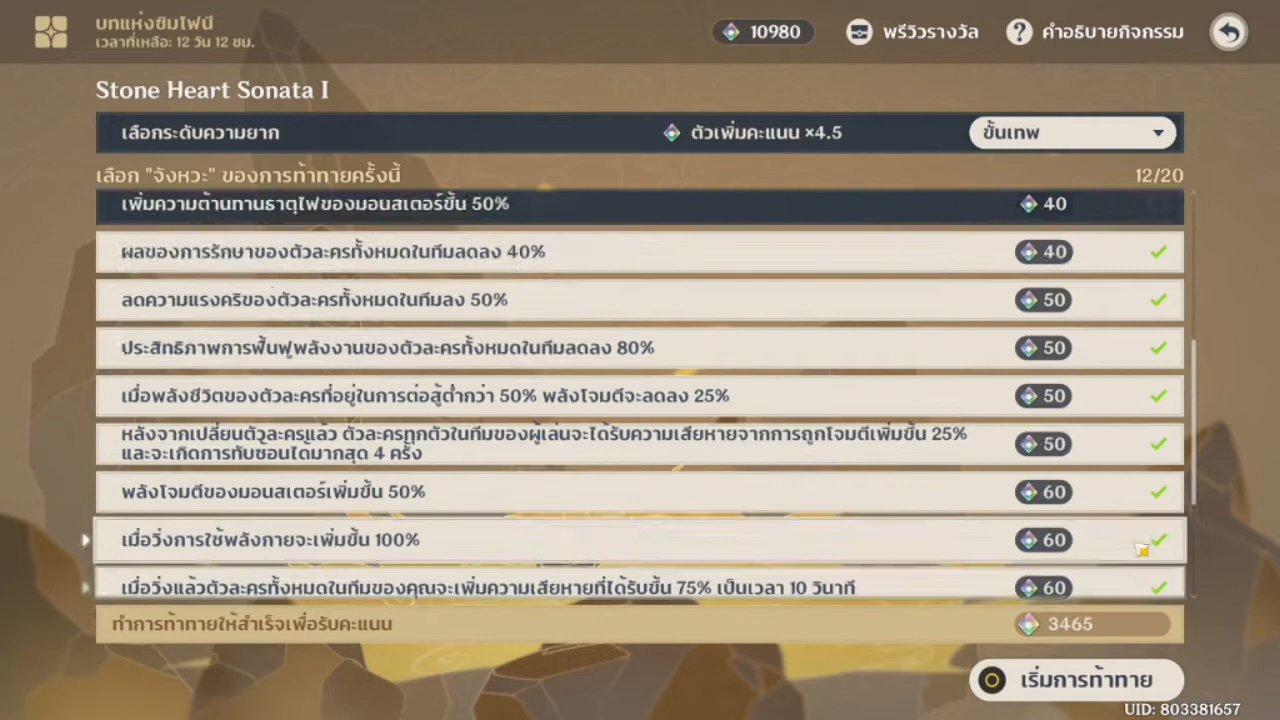 บทแห่งซิมโฟนี
เวลาที่เหลือ: 12 วัน 12 ชม.
10980
พรีวิวรางวัล
คำอธิบายกิจกรรม
Stone Heart Sonata I
เลือกระดับความยาก
ตัวเพิ่มคะแนน ×4.5
ขั้นเทพ
เลือก "จังหวะ" ของการท้าทายครั้งนี้
12/20
เพิ่มความต้านทานธาตุไฟของมอนสเตอร์ขึ้น 50%
40
ผลของการรักษาของตัวละครทั้งหมดในทีมลดลง 40%
40
ลดความแรงคริของตัวละครทั้งหมดในทีมลง 50%
50
ประสิทธิภาพการฟื้นฟูพลังงานของตัวละครทั้งหมดในทีมลดลง 80%
50
เมื่อพลังชีวิตของตัวละครที่อยู่ในการต่อสู้ต่ำกว่า 50% พลังโจมตีจะลดลง 25%
50
หลังจากเปลี่ยนตัวละครแล้ว ตัวละครทุกตัวในทีมของผู้เล่นจะได้รับความเสียหายจากการถูกโจมตีเพิ่มขึ้น 25%
และจะเกิดการทับซอนได้มากสุด 4 ครั้ง
50
พลังโจมตีของมอนสเตอร์เพิ่มขึ้น 50%
60
เมื่อวิ่งการใช้พลังกายจะเพิ่มขึ้น 100%
60
เมื่อวิ่งแล้วตัวละครทั้งหมดในทีมของคุณจะเพิ่มความเสียหายที่ได้รับขึ้น 75% เป็นเวลา 10 วินาที
60
ทำการท้าทายให้สำเร็จเพื่อรับคะแนน
3465
เริ่มการท้าทาย
UID: 803381657